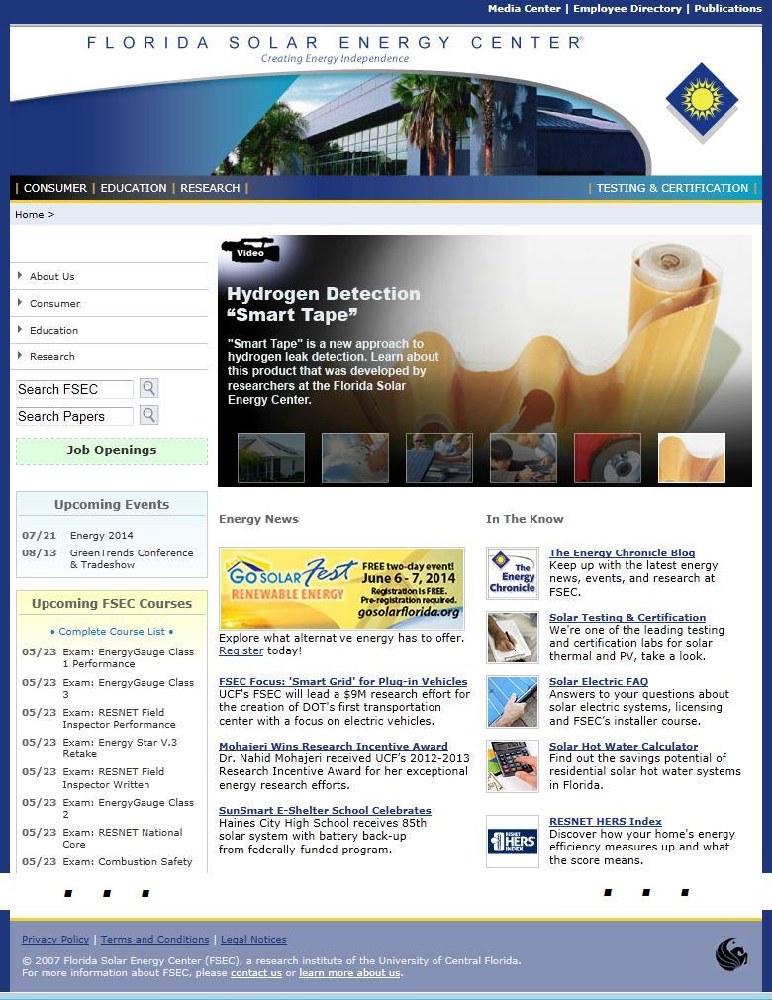 Media Center | Employee Directory | Publications
FLORIDA SOLAR ENERGY CENTER®
Creating Energy Independence
| CONSUMER | EDUCATION | RESEARCH |
| TESTING & CERTIFICATION |
Home >
About Us
Consumer
Education
Research
Search FSEC
Search Papers
Job Openings
Upcoming Events
07/21 Energy 2014
08/13 GreenTrends Conference
& Tradeshow
Upcoming FSEC Courses
• Complete Course List •
05/23 Exam: EnergyGauge Class
1 Performance
05/23 Exam: EnergyGauge Class
3
05/23 Exam: RESNET Field
Inspector Performance
05/23 Exam: Energy Star V.3
Retake
05/23 Exam: RESNET Field
Inspector Written
05/23 Exam: EnergyGauge Class
2
05/23 Exam: RESNET National
Core
05/23 Exam: Combustion Safety
Video
Hydrogen Detection
“Smart Tape”
"Smart Tape" is a new approach to
hydrogen leak detection. Learn about
this product that was developed by
researchers at the Florida Solar
Energy Center.
Energy News
GO SOLAR Fest
RENEWABLE ENERGY
FREE two-day event!
June 6-7, 2014
Registration is FREE.
Pre-registration required.
gosolarflorida.org
Explore what alternative energy has to offer.
Register today!
FSEC Focus: 'Smart Grid' for Plug-in Vehicles
UCF's FSEC will lead a $9M research effort for
the creation of DOT's first transportation
center with a focus on electric vehicles.
Mohajeri Wins Research Incentive Award
Dr. Nahid Mohajeri received UCF’s 2012-2013
Research Incentive Award for her exceptional
energy research efforts.
SunSmart E-Shelter School Celebrates
Haines City High School receives 85th
solar system with battery back-up
from federally-funded program.
In The Know
The
Energy
Chronicle
The Energy Chronicle Blog
Keep up with the latest energy
news, events, and research at
FSEC.
Solar Testing & Certification
We're one of the leading testing
and certification labs for solar
thermal and PV, take a look.
Solar Electric FAQ
Answers to your questions about
solar electric systems, licensing
and FSEC’s installer course.
Solar Hot Water Calculator
Find out the savings potential of
residential solar hot water systems
in Florida.
HERS
INDEX
RESNET HERS Index
Discover how your home's energy
efficiency measures up and what
the score means.
Privacy Policy | Terms and Conditions | Legal Notices
© 2007 Florida Solar Energy Center (FSEC), a research institute of the University of Central Florida.
For more information about FSEC, please contact us or learn more about us.